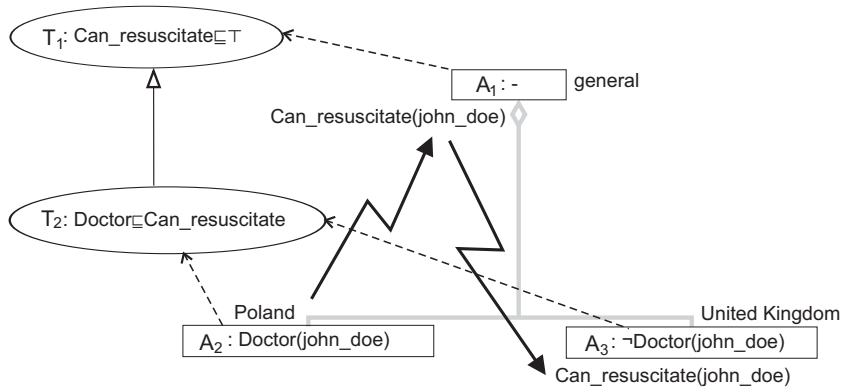 T₁: Can_resuscitate⊑⊤
A₁ : -
general
Can_resuscitate(john_doe)
T₂: Doctor⊑Can_resuscitate
Poland
United Kingdom
A₂ : Doctor(john_doe)
A₃ : ¬Doctor(john_doe)
Can_resuscitate(john_doe)